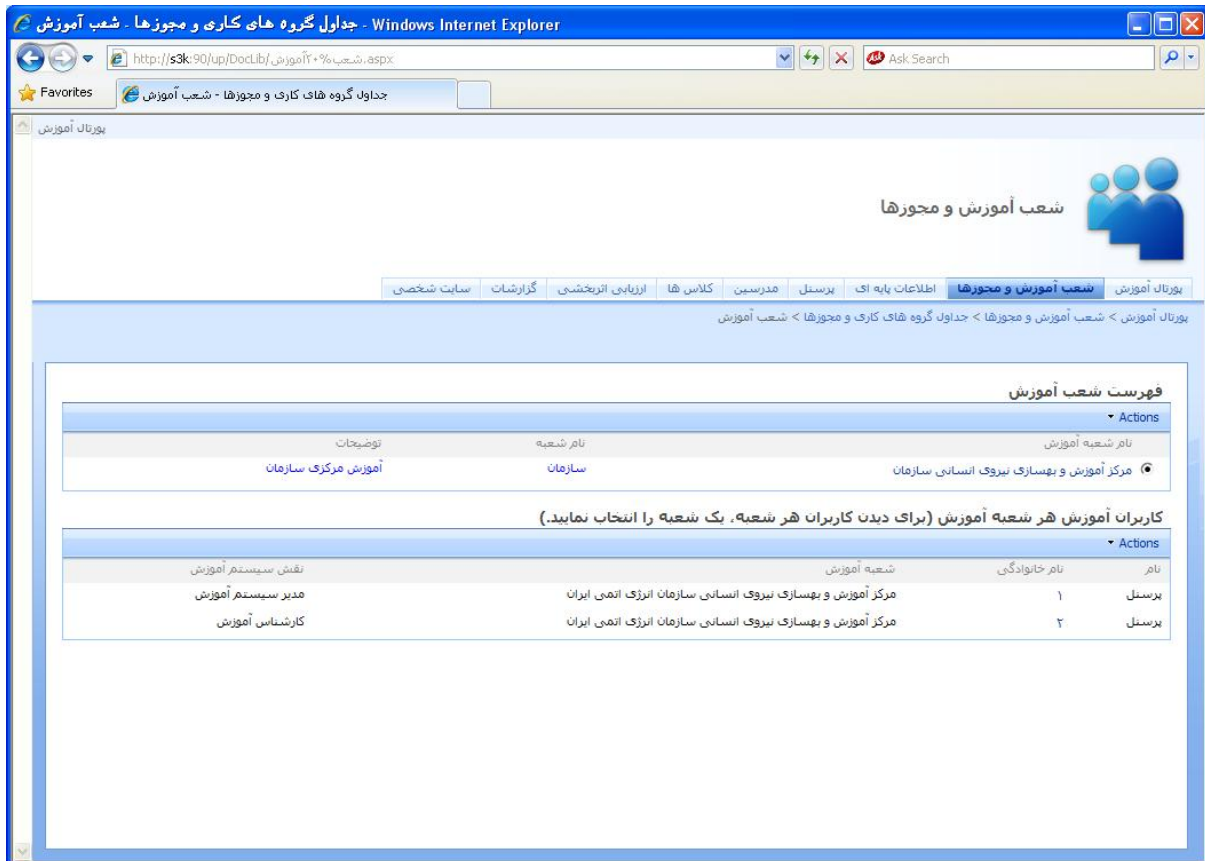 جداول گروه های کاری و مجوزها - شعب آموزش - Windows Internet Explorer
http://s3k:90/up/DocLib/شعب%۲۰آموزش.aspx
Ask Search
Favorites
جداول گروه های کاری و مجوزها - شعب آموزش
پورتال آموزش
شعب آموزش و مجوزها
پورتال آموزش شعب آموزش و مجوزها اطلاعات پایه ای پرسنل مدرسین کلاس ها ارزیابی اثربخشی گزارشات سایت شخصی
پورتال آموزش > شعب آموزش و مجوزها > جداول گروه های کاری و مجوزها > شعب آموزش
فهرست شعب آموزش
Actions
نام شعبه آموزش نام شعبه توضیحات
مرکز آموزش و بهسازی نیروی انسانی سازمان سازمان آموزش مرکزی سازمان
کاربران آموزش هر شعبه آموزش (برای دیدن کاربران هر شعبه، یک شعبه را انتخاب نمایید.)
Actions
نام نام خانوادگی شعبه آموزش نقش سیستم آموزش
پرسنل ۱ مرکز آموزش و بهسازی نیروی انسانی سازمان انرژی اتمی ایران مدیر سیستم آموزش
پرسنل ۲ مرکز آموزش و بهسازی نیروی انسانی سازمان انرژی اتمی ایران کارشناس آموزش